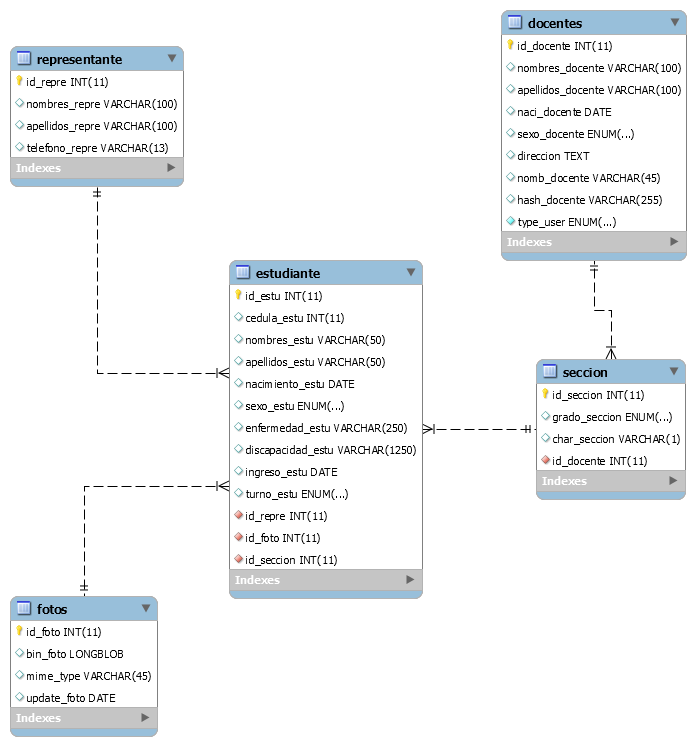 representante
id_repre INT(11)
nombres_repre VARCHAR(100)
apellidos_repre VARCHAR(100)
telefono_repre VARCHAR(13)
Indexes
docentes
id_docente INT(11)
nombres_docente VARCHAR(100)
apellidos_docente VARCHAR(100)
naci_docente DATE
sexo_docente ENUM(...)
direccion TEXT
nomb_docente VARCHAR(45)
hash_docente VARCHAR(255)
type_user ENUM(...)
Indexes
estudiante
id_estu INT(11)
cedula_estu INT(11)
nombres_estu VARCHAR(50)
apellidos_estu VARCHAR(50)
nacimiento_estu DATE
sexo_estu ENUM(...)
enfermedad_estu VARCHAR(250)
discapacidad_estu VARCHAR(1250)
ingreso_estu DATE
turno_estu ENUM(...)
id_repre INT(11)
id_foto INT(11)
id_seccion INT(11)
Indexes
seccion
id_seccion INT(11)
grado_seccion ENUM(...)
char_seccion VARCHAR(1)
id_docente INT(11)
Indexes
fotos
id_foto INT(11)
bin_foto LONGBLOB
mime_type VARCHAR(45)
update_foto DATE
Indexes